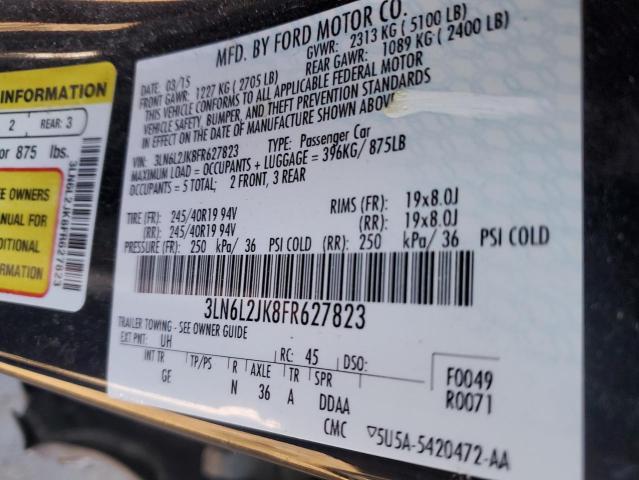 MFD. BY FORD MOTOR CO.
DATE: 03/15 GVWR: 2313 KG ( 5100 LB)
FRONT GAWR: 1227 KG ( 2705 LB) REAR GAWR: 1089 KG ( 2400 LB)
THIS VEHICLE CONFORMS TO ALL APPLICABLE FEDERAL MOTOR
VEHICLE SAFETY, BUMPER, AND THEFT PREVENTION STANDARDS
IN EFFECT ON THE DATE OF MANUFACTURE SHOWN ABOVE
VIN: 3LN6L2JK8FR627823 TYPE: Passenger Car
MAXIMUM LOAD = OCCUPANTS + LUGGAGE = 396KG/ 875LB
OCCUPANTS = 5 TOTAL; 2 FRONT, 3 REAR
TIRE (FR): 245/40R19 94V RIMS (FR): 19x8.0J
(RR): 245/40R19 94V (RR): 19x8.0J
PRESSURE (FR): 250 kPa/ 36 PSI COLD (RR): 250 kPa/ 36 PSI COLD
3LN6L2JK8FR627823
TRAILER TOWING - SEE OWNER GUIDE
EXT PNT: UH RC: 45 DSO:
INT TR TP/PS R AXLE TR SPR F0049
GE N 36 A DDAA R0071
CMC 5U5A-5420472-AA
INFORMATION
2 REAR: 3
or 875 lbs.
EE OWNERS
ANUAL FOR
DITIONAL
ORMATION
3LN6L2JK8FR627823